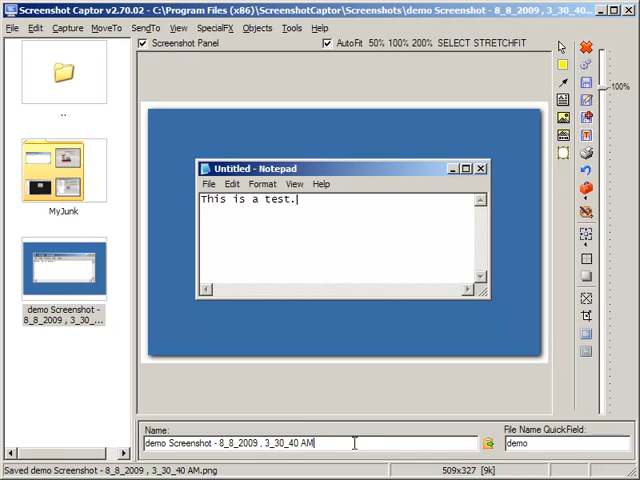 Screenshot Captor v2.70.02 - C:\Program Files (x86)\ScreenshotCaptor\Screenshots\demo Screenshot - 8_8_2009 , 3_30_40 AM
File Edit Capture MoveTo SendTo View SpecialFX Objects Tools Help
Screenshot Panel AutoFit 50% 100% 200% SELECT STRETCHFIT
100%
..
MyJunk
demo Screenshot -
8_8_2009 , 3_30_...
Untitled - Notepad
File Edit Format View Help
This is a test.
Name:
demo Screenshot - 8_8_2009 , 3_30_40 AM
File Name QuickField:
demo
Saved demo Screenshot - 8_8_2009 , 3_30_40 AM.png
509x327 [9k]